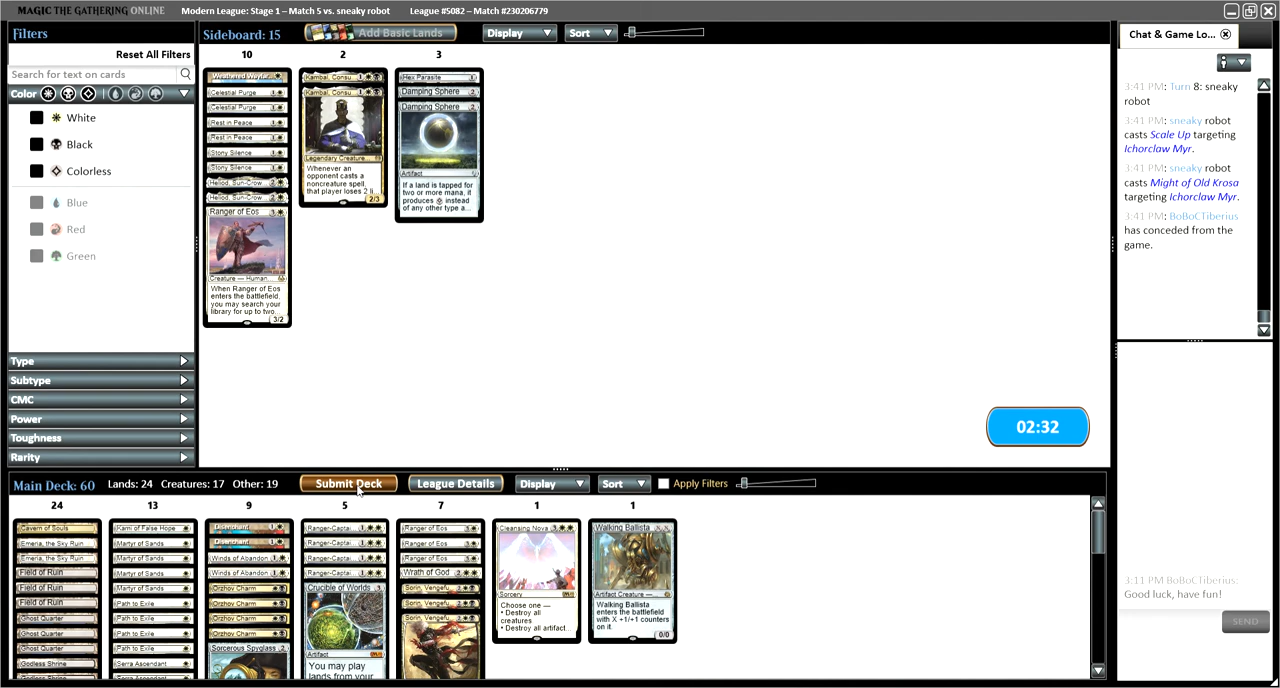 MAGIC THE GATHERING ONLINE
Modern League: Stage 1 – Match 5 vs. sneaky robot
League #5082 – Match #230206779
Filters
Reset All Filters
Search for text on cards
Color
White
Black
Colorless
Blue
Red
Green
Type
Subtype
CMC
Power
Toughness
Rarity
Sideboard: 15
Add Basic Lands
Display
Sort
10
2
3
Weathered Wayfar...
Celestial Purge
Celestial Purge
Rest in Peace
Rest in Peace
Stony Silence
Stony Silence
Heliod, Sun-Crow...
Heliod, Sun-Crow...
Ranger of Eos
Creature — Human
When Ranger of Eos
enters the battlefield,
you may search your
library for up to two...
3/2
Kambal, Consu...
Kambal, Consu...
Legendary Creature...
Whenever an
opponent casts a
noncreature spell,
that player loses 2 li...
2/3
Hex Parasite
Damping Sphere
Damping Sphere
Artifact
If a land is tapped for
two or more mana, it
produces
instead
of any other type a...
02:32
Main Deck: 60
Lands: 24
Creatures: 17
Other: 19
Submit Deck
League Details
Display
Sort
Apply Filters
24
13
9
5
7
1
1
Cavern of Souls
Emeria, the Sky Ruin
Emeria, the Sky Ruin
Field of Ruin
Field of Ruin
Field of Ruin
Ghost Quarter
Ghost Quarter
Ghost Quarter
Godless Shrine
Godless Shrine
Kami of False Hope
Martyr of Sands
Martyr of Sands
Martyr of Sands
Martyr of Sands
Path to Exile
Path to Exile
Path to Exile
Path to Exile
Serra Ascendant
Serra Ascendant
Disenchant
Disenchant
Winds of Abandon
Winds of Abandon
Orzhov Charm
Orzhov Charm
Orzhov Charm
Orzhov Charm
Sorcerous Spyglass
Ranger-Captai...
Ranger-Captai...
Ranger-Captai...
Ranger-Captai...
Crucible of Worlds
Artifact
You may play
lands from your
Ranger of Eos
Ranger of Eos
Ranger of Eos
Wrath of God
Sorin, Vengefu...
Sorin, Vengefu...
Sorin, Vengefu...
Cleansing Nova
Sorcery
Choose one —
• Destroy all
creatures
• Destroy all artifact...
Walking Ballista
Artifact Creature —...
Walking Ballista
enters the battlefield
with X +1/+1 counters
on it
0/0
Chat & Game Lo...
3:41 PM: Turn 8: sneaky
robot
3:41 PM: sneaky robot
casts Scale Up targeting
Ichorclaw Myr.
3:41 PM: sneaky robot
casts Might of Old Krosa
targeting Ichorclaw Myr.
3:41 PM: BoBoCTiberius
has conceded from the
game.
3:11 PM BoBoCTiberius:
Good luck, have fun!
SEND